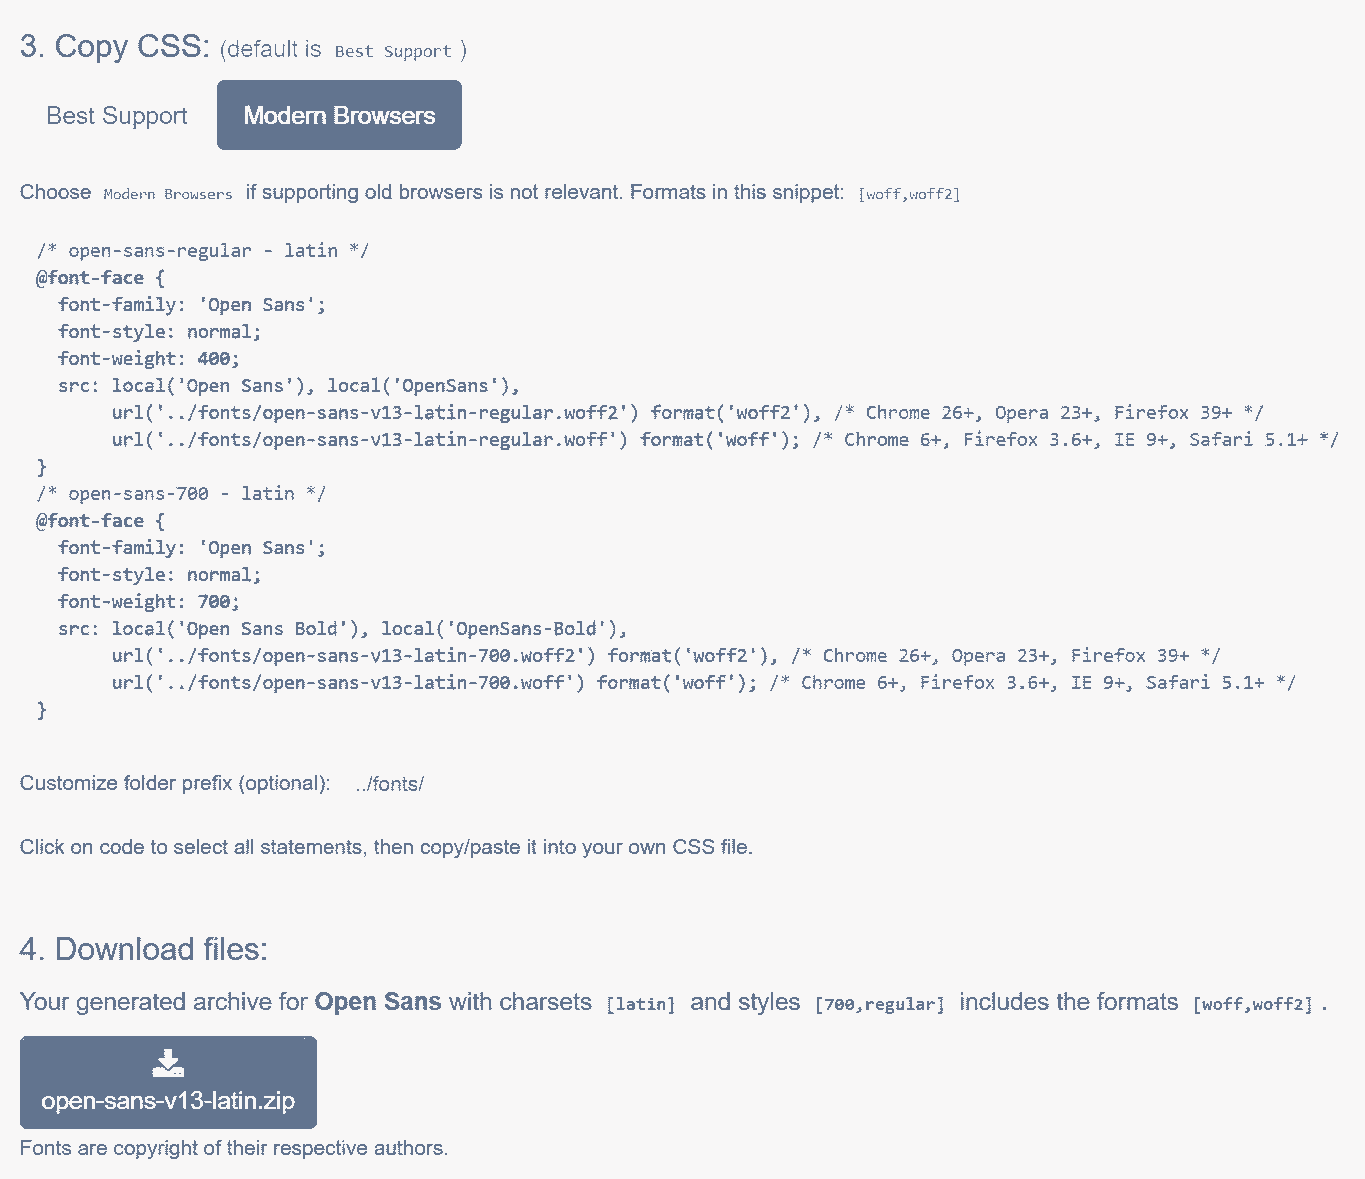 3. Copy CSS: (default is Best Support )
Best Support Modern Browsers
Choose Modern Browsers if supporting old browsers is not relevant. Formats in this snippet: [woff,woff2]
/* open-sans-regular - latin */
@font-face {
  font-family: 'Open Sans';
  font-style: normal;
  font-weight: 400;
  src: local('Open Sans'), local('OpenSans'),
       url('../fonts/open-sans-v13-latin-regular.woff2') format('woff2'), /* Chrome 26+, Opera 23+, Firefox 39+ */
       url('../fonts/open-sans-v13-latin-regular.woff') format('woff'); /* Chrome 6+, Firefox 3.6+, IE 9+, Safari 5.1+ */
}
/* open-sans-700 - latin */
@font-face {
  font-family: 'Open Sans';
  font-style: normal;
  font-weight: 700;
  src: local('Open Sans Bold'), local('OpenSans-Bold'),
       url('../fonts/open-sans-v13-latin-700.woff2') format('woff2'), /* Chrome 26+, Opera 23+, Firefox 39+ */
       url('../fonts/open-sans-v13-latin-700.woff') format('woff'); /* Chrome 6+, Firefox 3.6+, IE 9+, Safari 5.1+ */
}
Customize folder prefix (optional): ../fonts/
Click on code to select all statements, then copy/paste it into your own CSS file.
4. Download files:
Your generated archive for Open Sans with charsets [latin] and styles [700,regular] includes the formats [woff,woff2] .
open-sans-v13-latin.zip
Fonts are copyright of their respective authors.